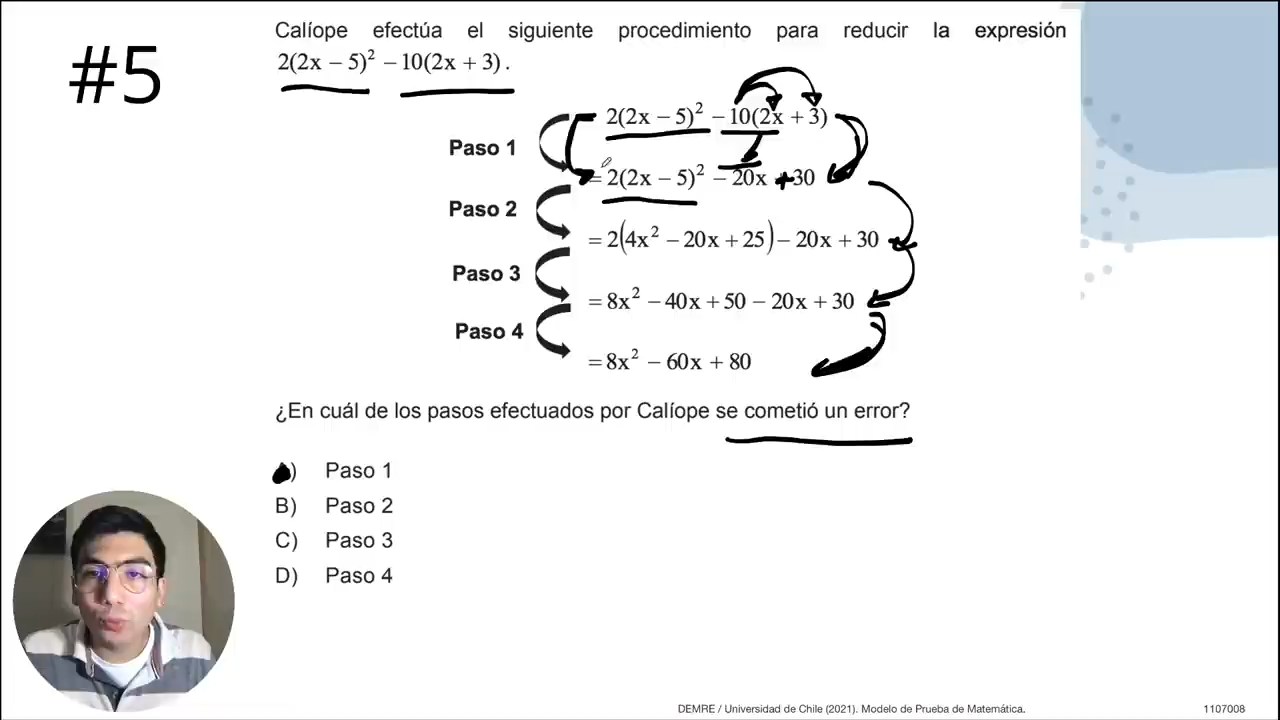 #5
Calíope efectúa el siguiente procedimiento para reducir la expresión
2(2x − 5)² − 10(2x + 3).
2(2x − 5)² − 10(2x + 3)
Paso 1
= 2(2x − 5)² − 20x + 30
Paso 2
= 2(4x² − 20x + 25) − 20x + 30
Paso 3
= 8x² − 40x + 50 − 20x + 30
Paso 4
= 8x² − 60x + 80
¿En cuál de los pasos efectuados por Calíope se cometió un error?
) Paso 1
B) Paso 2
C) Paso 3
D) Paso 4
DEMRE / Universidad de Chile (2021). Modelo de Prueba de Matemática. 1107008